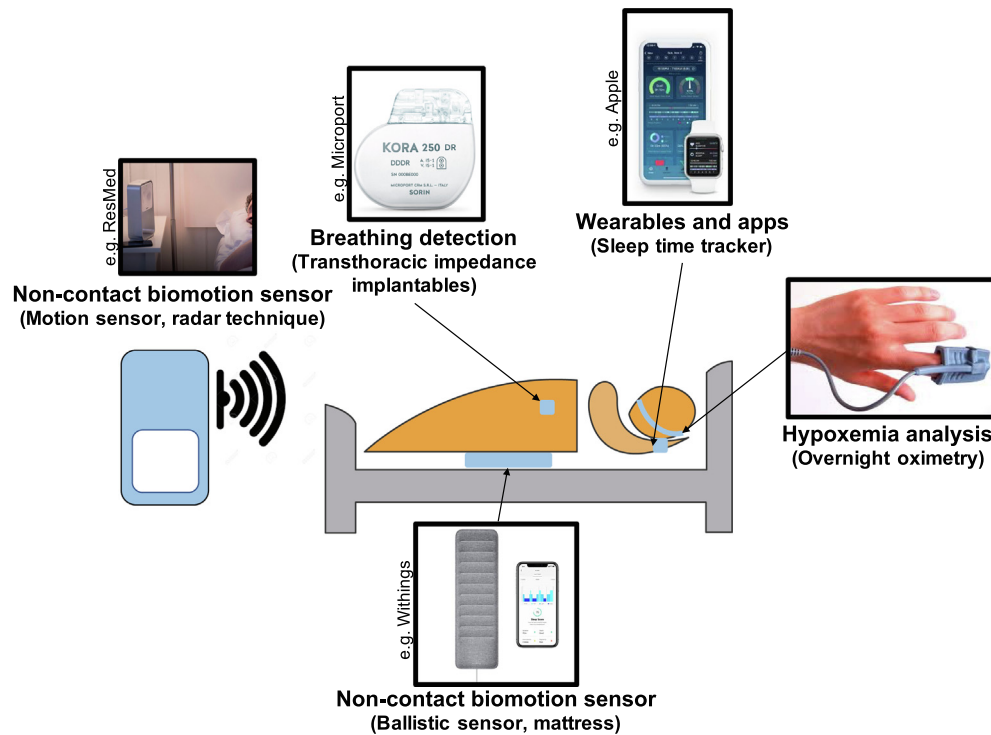 e.g. ResMed
Non-contact biomotion sensor
(Motion sensor, radar technique)
e.g. Microport
KORA 250 DR
DDDR
MICROPORT CRM S.R.L. – ITALY
SORIN
Breathing detection
(Transthoracic impedance
implantables)
e.g. Apple
Wearables and apps
(Sleep time tracker)
Hypoxemia analysis
(Overnight oximetry)
e.g. Withings
Non-contact biomotion sensor
(Ballistic sensor, mattress)